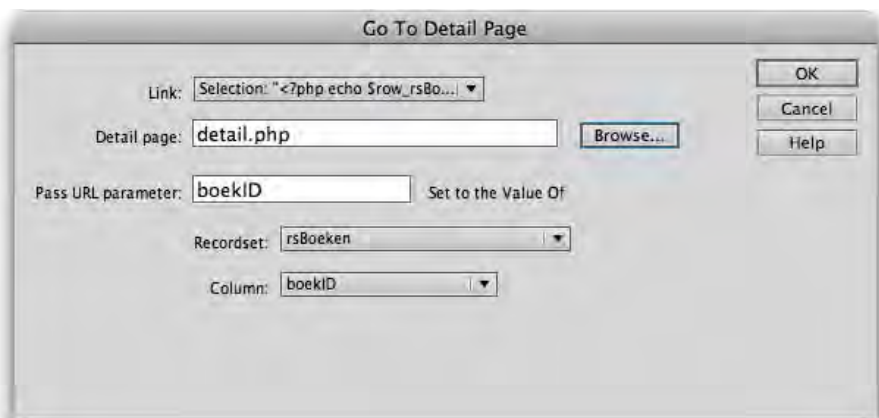 Go To Detail Page
Link: Selection: "<?php echo $row_rsBo...
OK
Cancel
Help
Detail page: detail.php Browse...
Pass URL parameter: boekID Set to the Value Of
Recordset: rsBoeken
Column: boekID